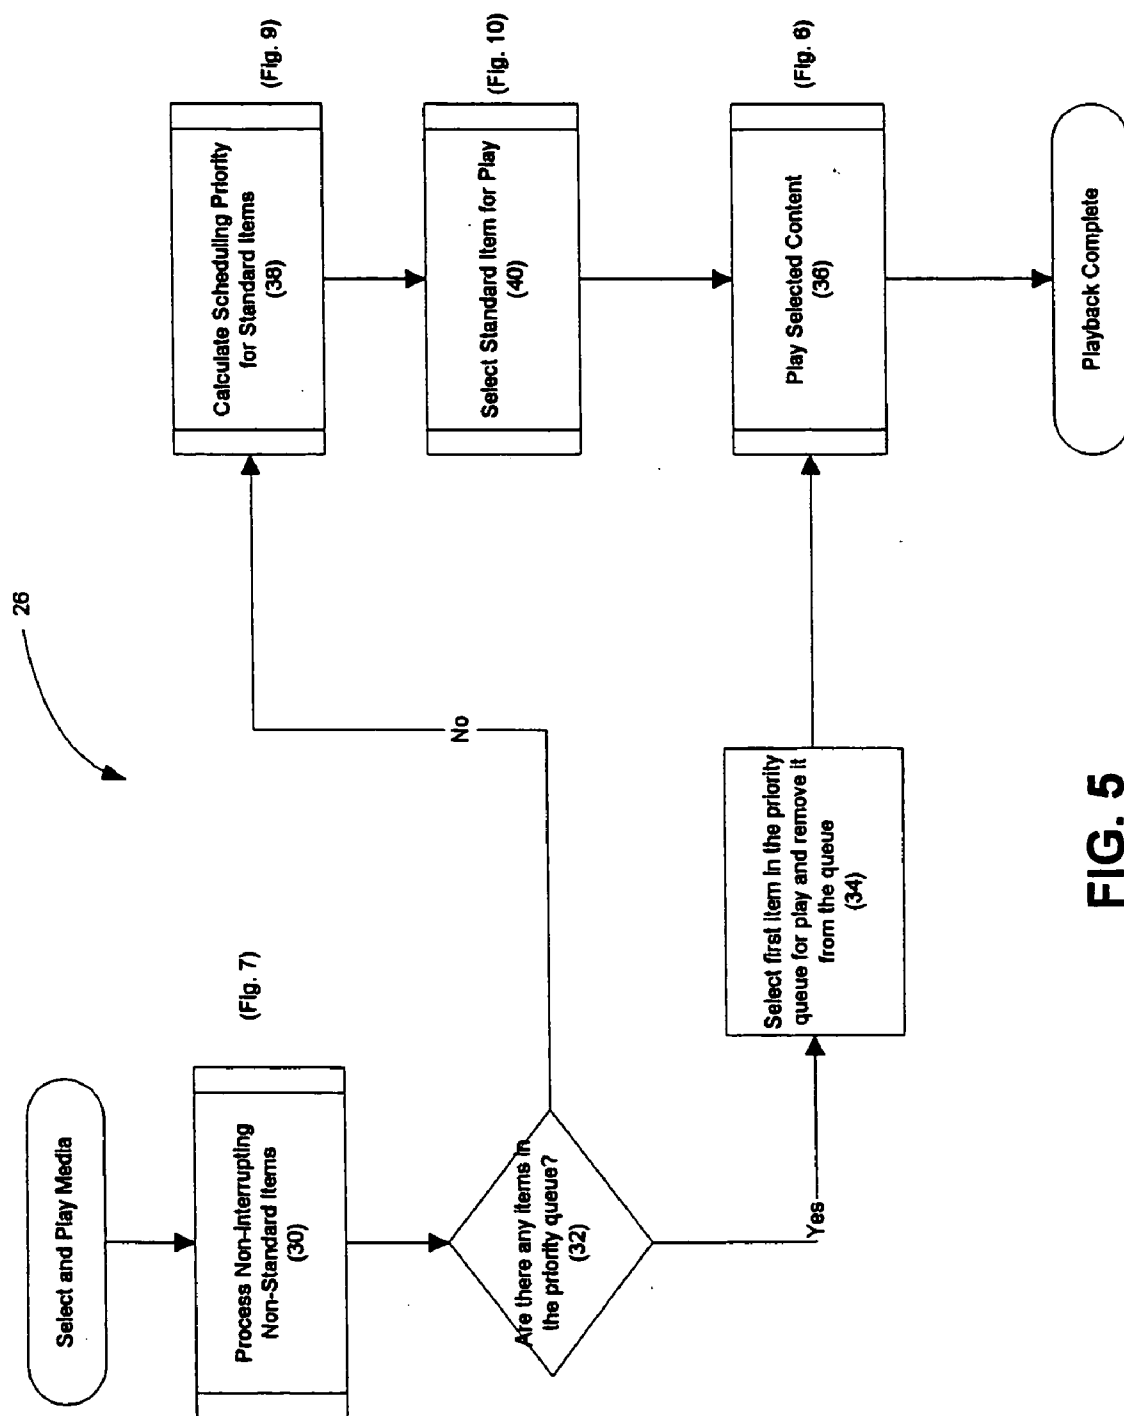 26
Select and Play Media
Process Non-Interrupting
Non-Standard Items
(30)
(Fig. 7)
Are there any items in
the priority queue?
(32)
No
Yes
Calculate Scheduling Priority
for Standard Items
(38)
(Fig. 9)
Select Standard Item for Play
(40)
(Fig. 10)
Select first item in the priority
queue for play and remove it
from the queue
(34)
Play Selected Content
(36)
(Fig. 6)
Playback Complete
FIG. 5